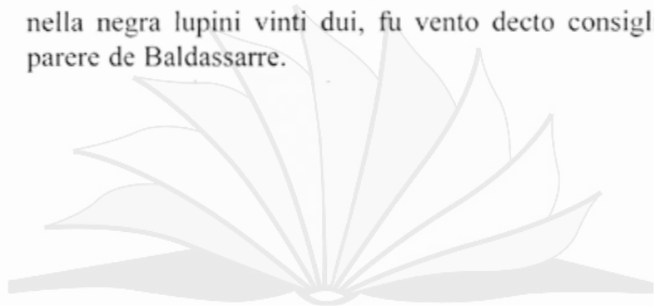 nella negra lupini vinti dui, fu vento decto consigl
parere de Baldassarre.